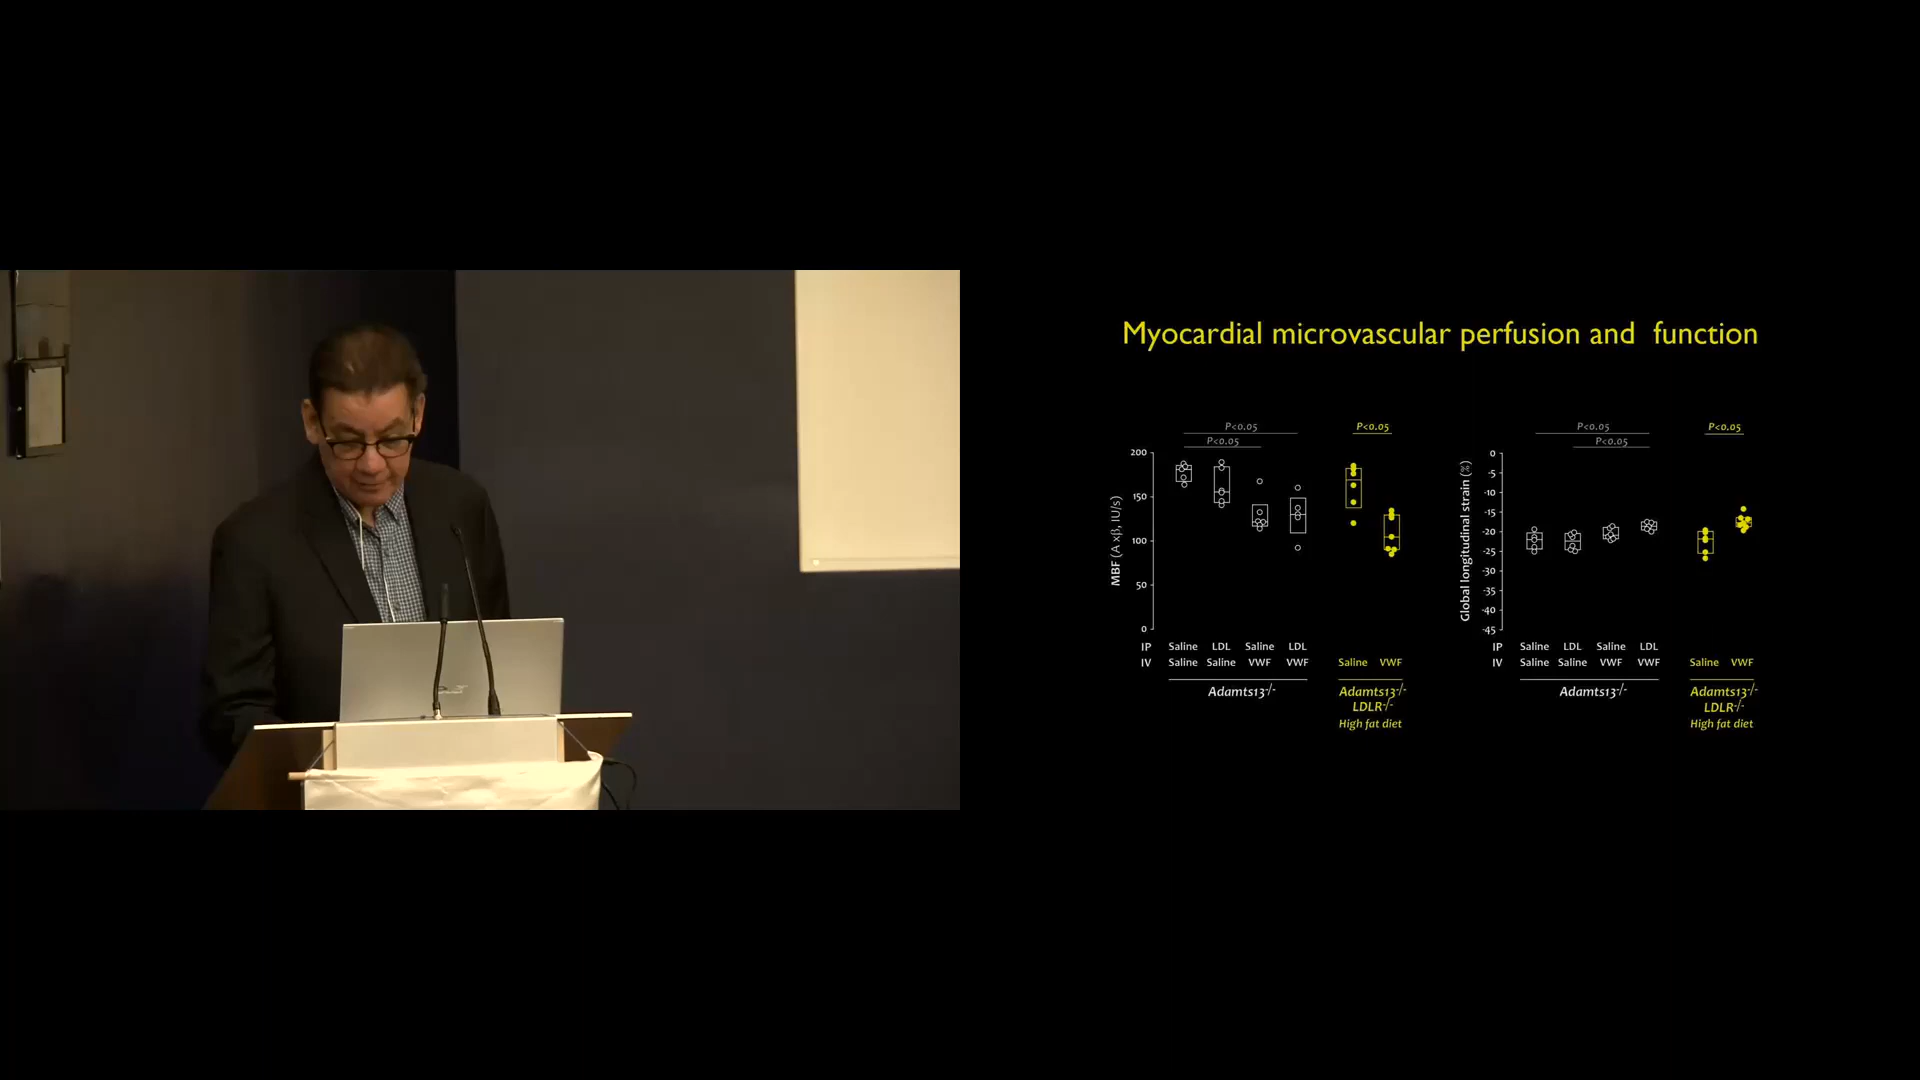 Myocardial microvascular perfusion and function
P<0.05
P<0.05
P<0.05
MBF (A xβ, IU/s)
200
150
100
50
0
IP Saline LDL Saline LDL
IV Saline Saline VWF VWF Saline VWF
Adamts13-/-
Adamts13-/-
LDLR-/-
High fat diet
P<0.05
P<0.05
P<0.05
Global longitudinal strain (%)
0
-5
-10
-15
-20
-25
-30
-35
-40
-45
IP Saline LDL Saline LDL
IV Saline Saline VWF VWF Saline VWF
Adamts13-/-
Adamts13-/-
LDLR-/-
High fat diet